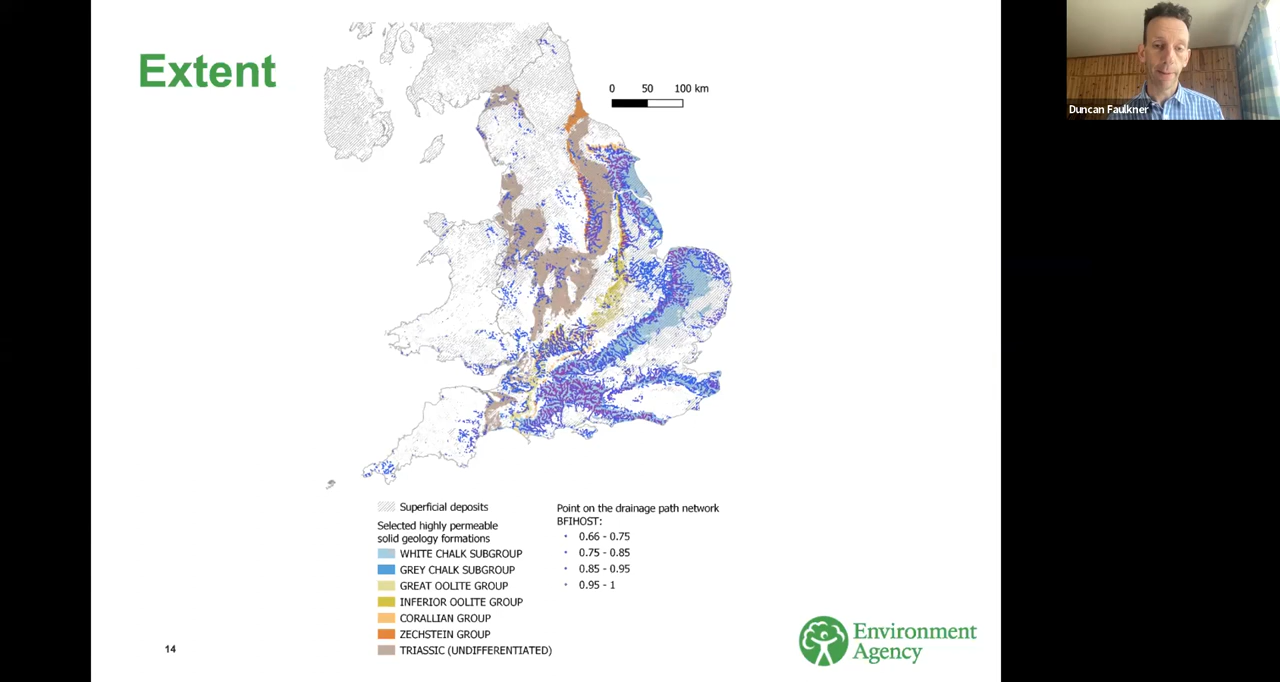 Extent
0 50 100 km
Duncan Faulkner
Superficial deposits
Selected highly permeable
solid geology formations
WHITE CHALK SUBGROUP
GREY CHALK SUBGROUP
GREAT OOLITE GROUP
INFERIOR OOLITE GROUP
CORALLIAN GROUP
ZECHSTEIN GROUP
TRIASSIC (UNDIFFERENTIATED)
Point on the drainage path network
BFIHOST:
0.66 - 0.75
0.75 - 0.85
0.85 - 0.95
0.95 - 1
14
Environment
Agency